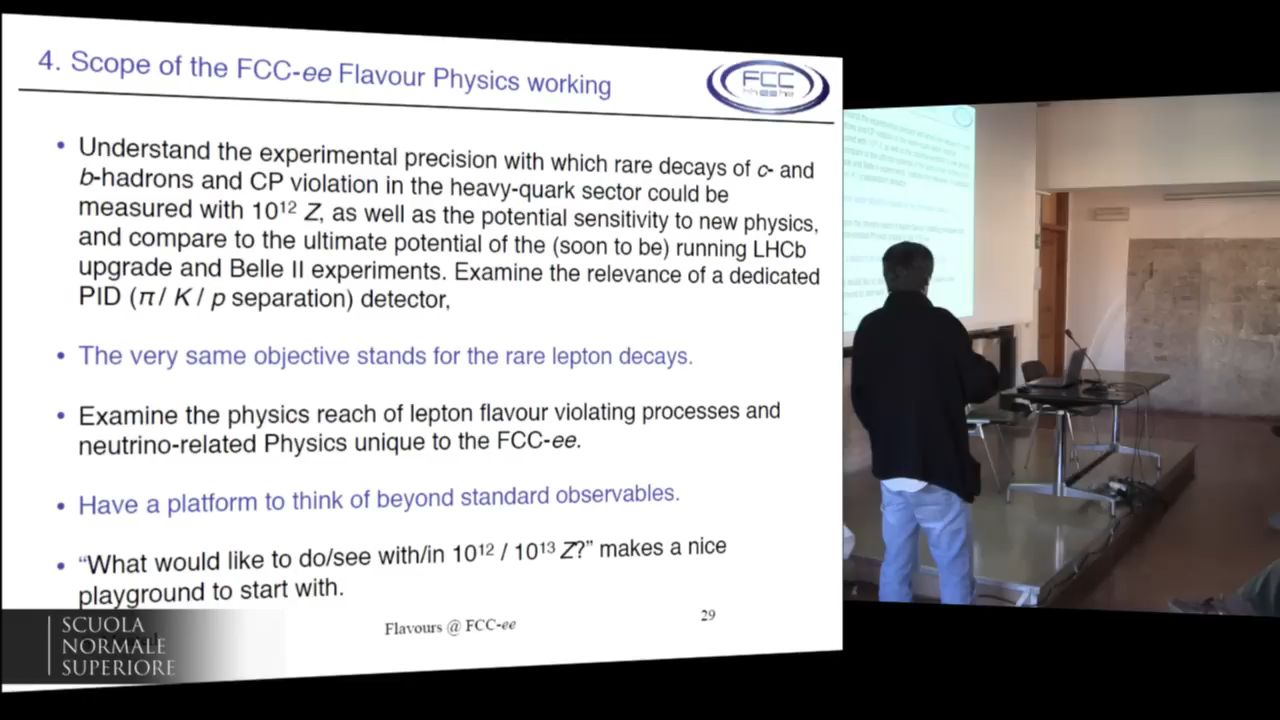 4. Scope of the FCC-ee Flavour Physics working
FCC
• Understand the experimental precision with which rare decays of c- and
b-hadrons and CP violation in the heavy-quark sector could be
measured with 10¹² Z, as well as the potential sensitivity to new physics,
and compare to the ultimate potential of the (soon to be) running LHCb
upgrade and Belle II experiments. Examine the relevance of a dedicated
PID (π / K / p separation) detector,
• The very same objective stands for the rare lepton decays.
• Examine the physics reach of lepton flavour violating processes and
neutrino-related Physics unique to the FCC-ee.
• Have a platform to think of beyond standard observables.
• “What would like to do/see with/in 10¹² / 10¹³ Z?” makes a nice
playground to start with.
Flavours @ FCC-ee
29
SCUOLA
NORMALE
SUPERIORE